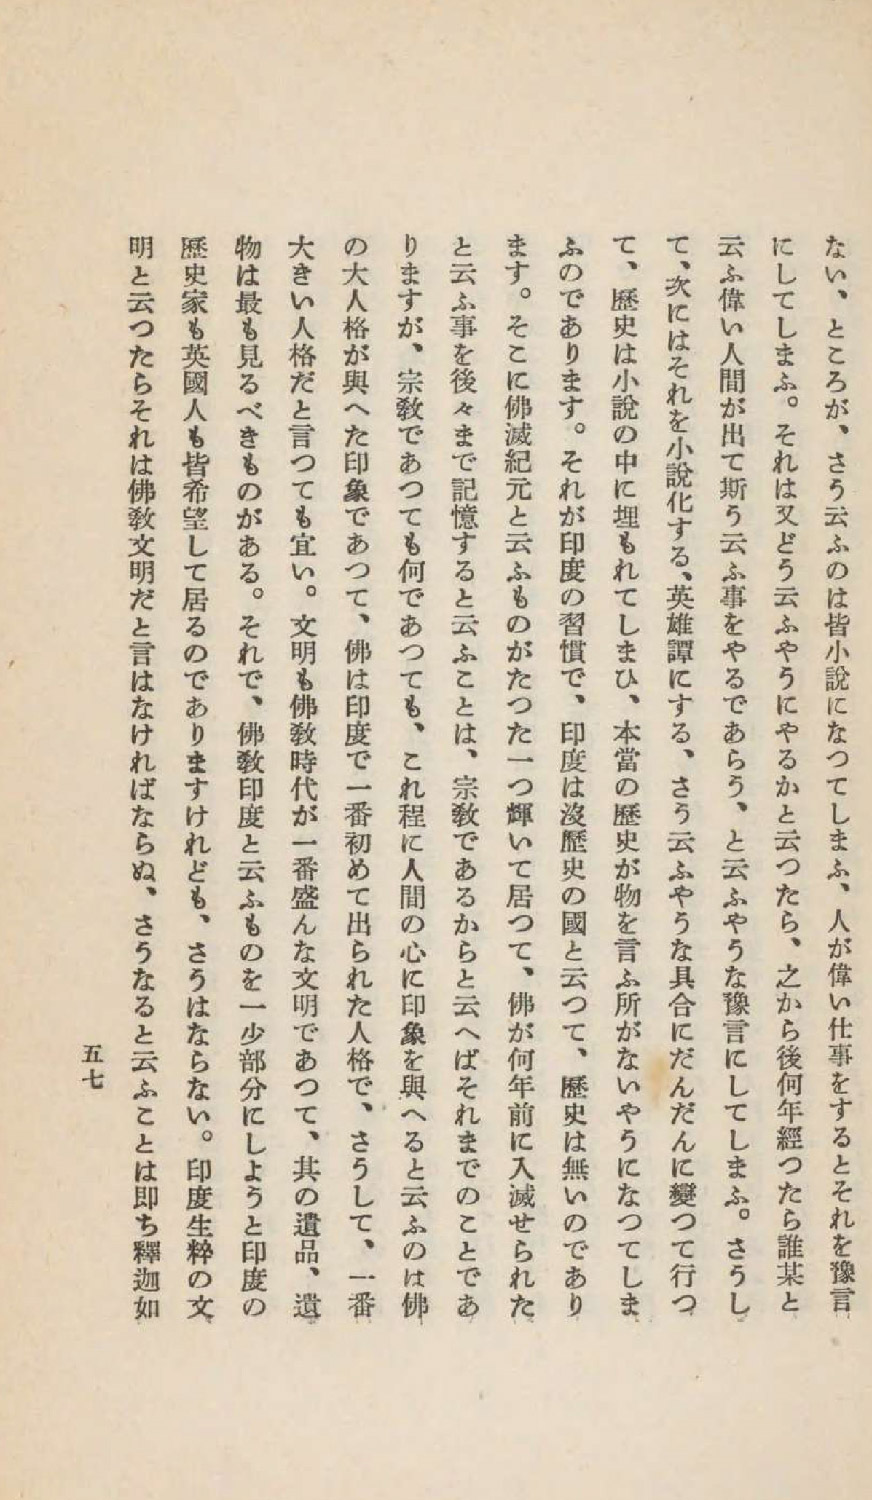 ない、ところが、さう云ふのは皆小說になつてしまふ、人が偉い仕事をするとそれを豫言
にしてしまふ。それは又どう云ふやうにやるかと云つたら、之から後何年經つたら誰某と
云ふ偉い人間が出て斯う云ふ事をやるであらう、と云ふやうな豫言にしてしまふ。さうし
て、次にはそれを小說化する、英雄譚にする、さう云ふやうな具合にだんだんに變つて行つ
て、歷史は小說の中に埋もれてしまひ、本當の歷史が物を言ふ所がないやうになつてしま
ふのであります。それが印度の習慣で、印度は沒歷史の國と云つて、歷史は無いのであり
ます。そこに佛滅紀元と云ふものがたつた一つ輝いて居つて、佛が何年前に入滅せられた
と云ふ事を後々まで記憶すると云ふことは、宗敎であるからと云へばそれまでのことであ
りますが、宗敎であつても何であつても、これ程に人間の心に印象を與へると云ふのは佛
の大人格が與へた印象であつて、佛は印度で一番初めて出られた人格で、さうして、一番
大きい人格だと言つても宜い。文明も佛敎時代が一番盛んな文明であつて、其の遺品、遺
物は最も見るべきものがある。それで、佛敎印度と云ふものを一少部分にしようと印度の
歷史家も英國人も皆希望して居るのでありますけれども、さうはならない。印度生粹の文
明と云つたらそれは佛敎文明だと言はなければならぬ、さうなると云ふことは卽ち釋迦如
五七